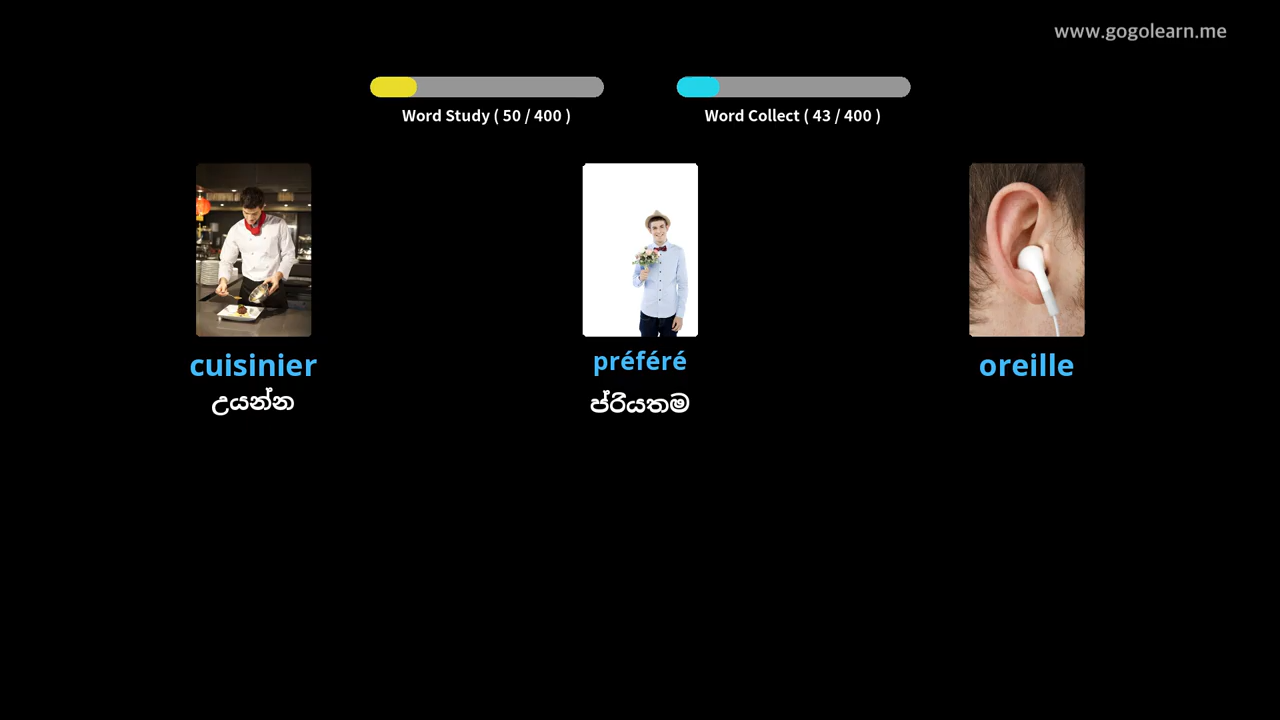 www.gogolearn.me
Word Study ( 50 / 400 )
Word Collect ( 43 / 400 )
cuisinier
උයන්න
préféré
ප්රියතම
oreille